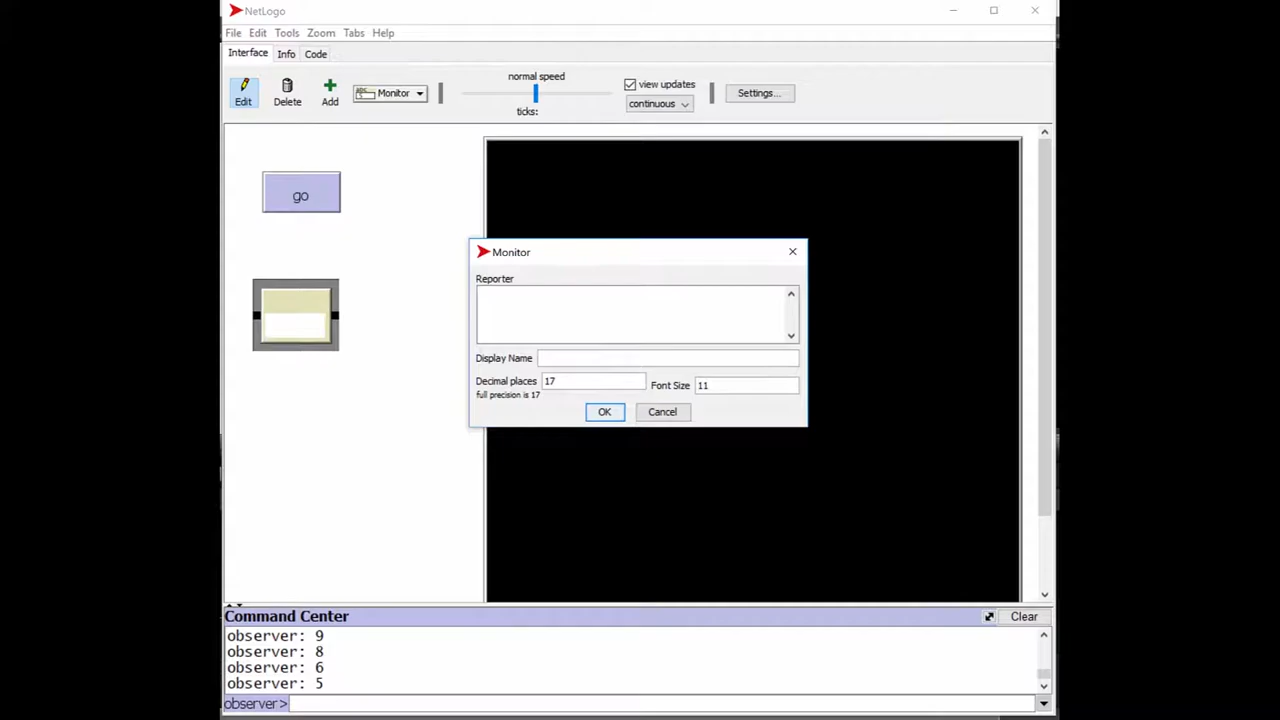 NetLogo
File Edit Tools Zoom Tabs Help
Interface Info Code
Edit Delete Add Monitor normal speed ticks: view updates continuous Settings...
go
Monitor
Reporter
Display Name
Decimal places 17 Font Size 11
full precision is 17
OK Cancel
Command Center Clear
observer: 9
observer: 8
observer: 6
observer: 5
observer>